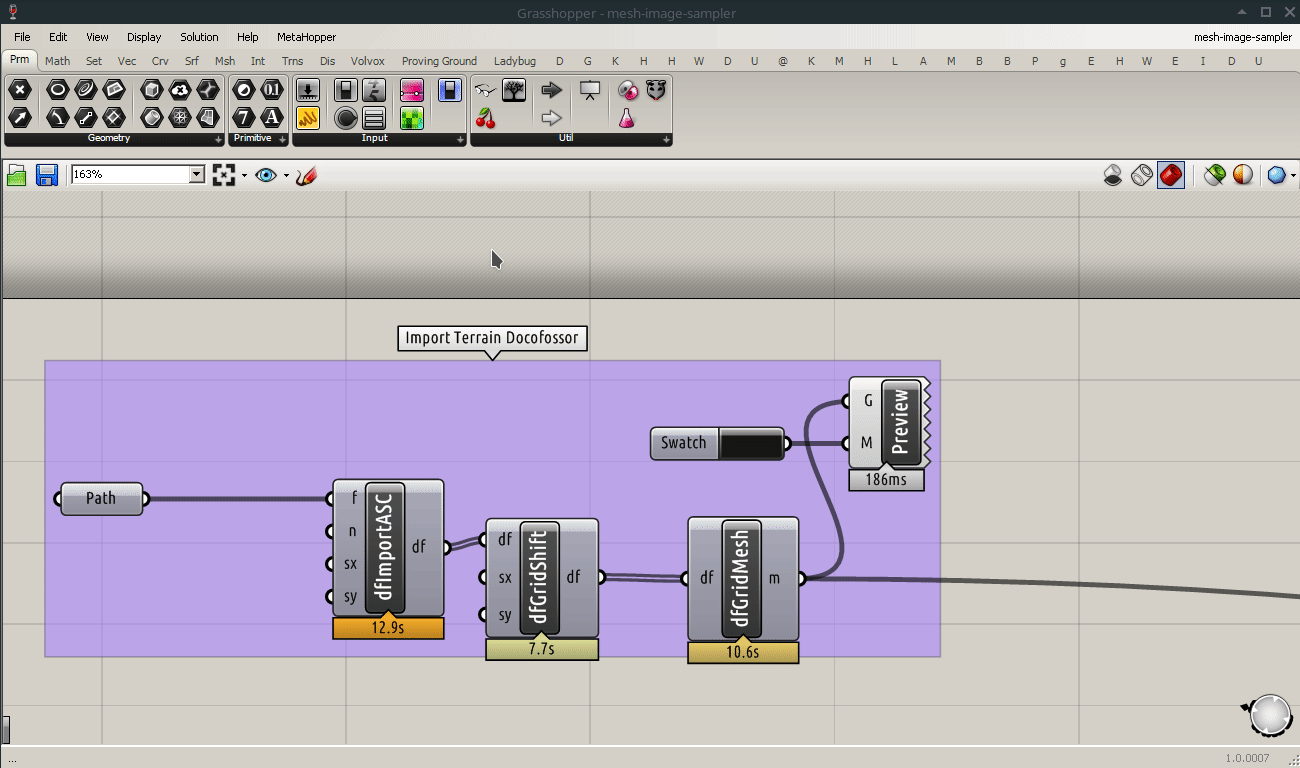 Grasshopper - mesh-image-sampler
File Edit View Display Solution Help MetaHopper mesh-image-sampler
Prm Math Set Vec Crv Srf Msh Int Trns Dis Volvox Proving Ground Ladybug D G K H H W D U @ K M H L A M B B P g E H W E I D U
0.1
7 A
Geometry Primitive Input Util
163%
Import Terrain Docofossor
G
Preview
Swatch M
186ms
Path f
n
dfImportASC
sx
df
sy
12.9s
df
sx
dfGridShift
df
sy
7.7s
df
dfGridMesh
m
10.6s
... 1.0.0007